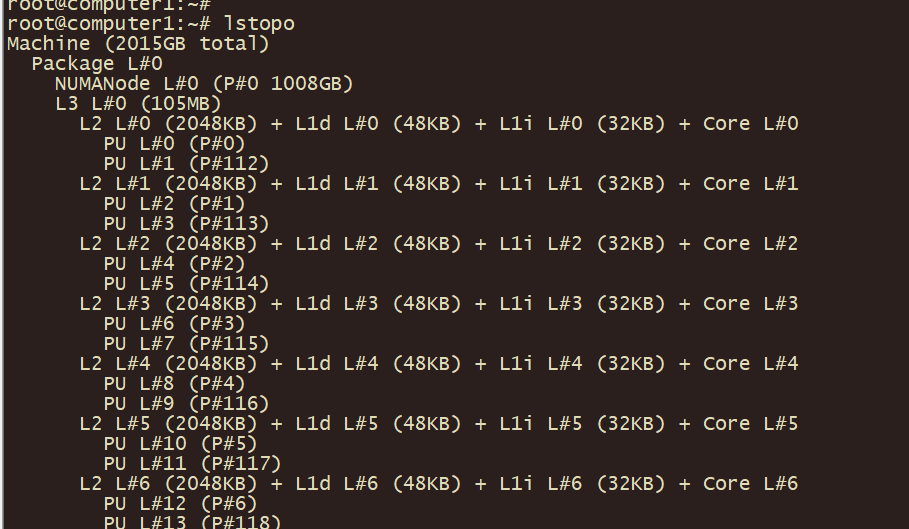 root@computer1:~#
root@computer1:~# lstopo
Machine (2015GB total)
  Package L#0
    NUMANode L#0 (P#0 1008GB)
    L3 L#0 (105MB)
      L2 L#0 (2048KB) + L1d L#0 (48KB) + L1i L#0 (32KB) + Core L#0
        PU L#0 (P#0)
        PU L#1 (P#112)
      L2 L#1 (2048KB) + L1d L#1 (48KB) + L1i L#1 (32KB) + Core L#1
        PU L#2 (P#1)
        PU L#3 (P#113)
      L2 L#2 (2048KB) + L1d L#2 (48KB) + L1i L#2 (32KB) + Core L#2
        PU L#4 (P#2)
        PU L#5 (P#114)
      L2 L#3 (2048KB) + L1d L#3 (48KB) + L1i L#3 (32KB) + Core L#3
        PU L#6 (P#3)
        PU L#7 (P#115)
      L2 L#4 (2048KB) + L1d L#4 (48KB) + L1i L#4 (32KB) + Core L#4
        PU L#8 (P#4)
        PU L#9 (P#116)
      L2 L#5 (2048KB) + L1d L#5 (48KB) + L1i L#5 (32KB) + Core L#5
        PU L#10 (P#5)
        PU L#11 (P#117)
      L2 L#6 (2048KB) + L1d L#6 (48KB) + L1i L#6 (32KB) + Core L#6
        PU L#12 (P#6)
        PU L#13 (P#118)